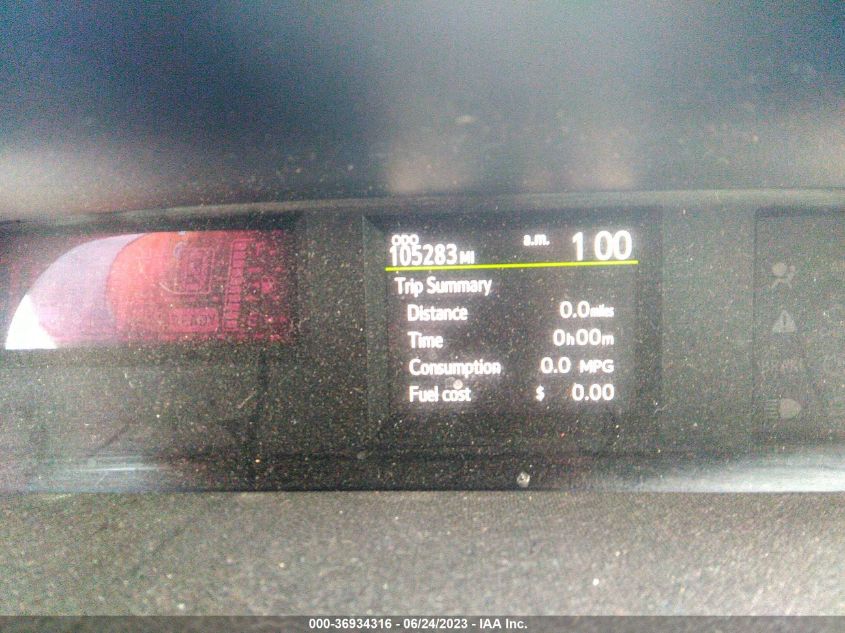 ODO
105283 MI
a.m. 1 00
Trip Summary
Distance 0.0 miles
Time 0h00m
Consumption 0.0 MPG
Fuel cost $ 0.00
000-36934316 - 06/24/2023 - IAA Inc.